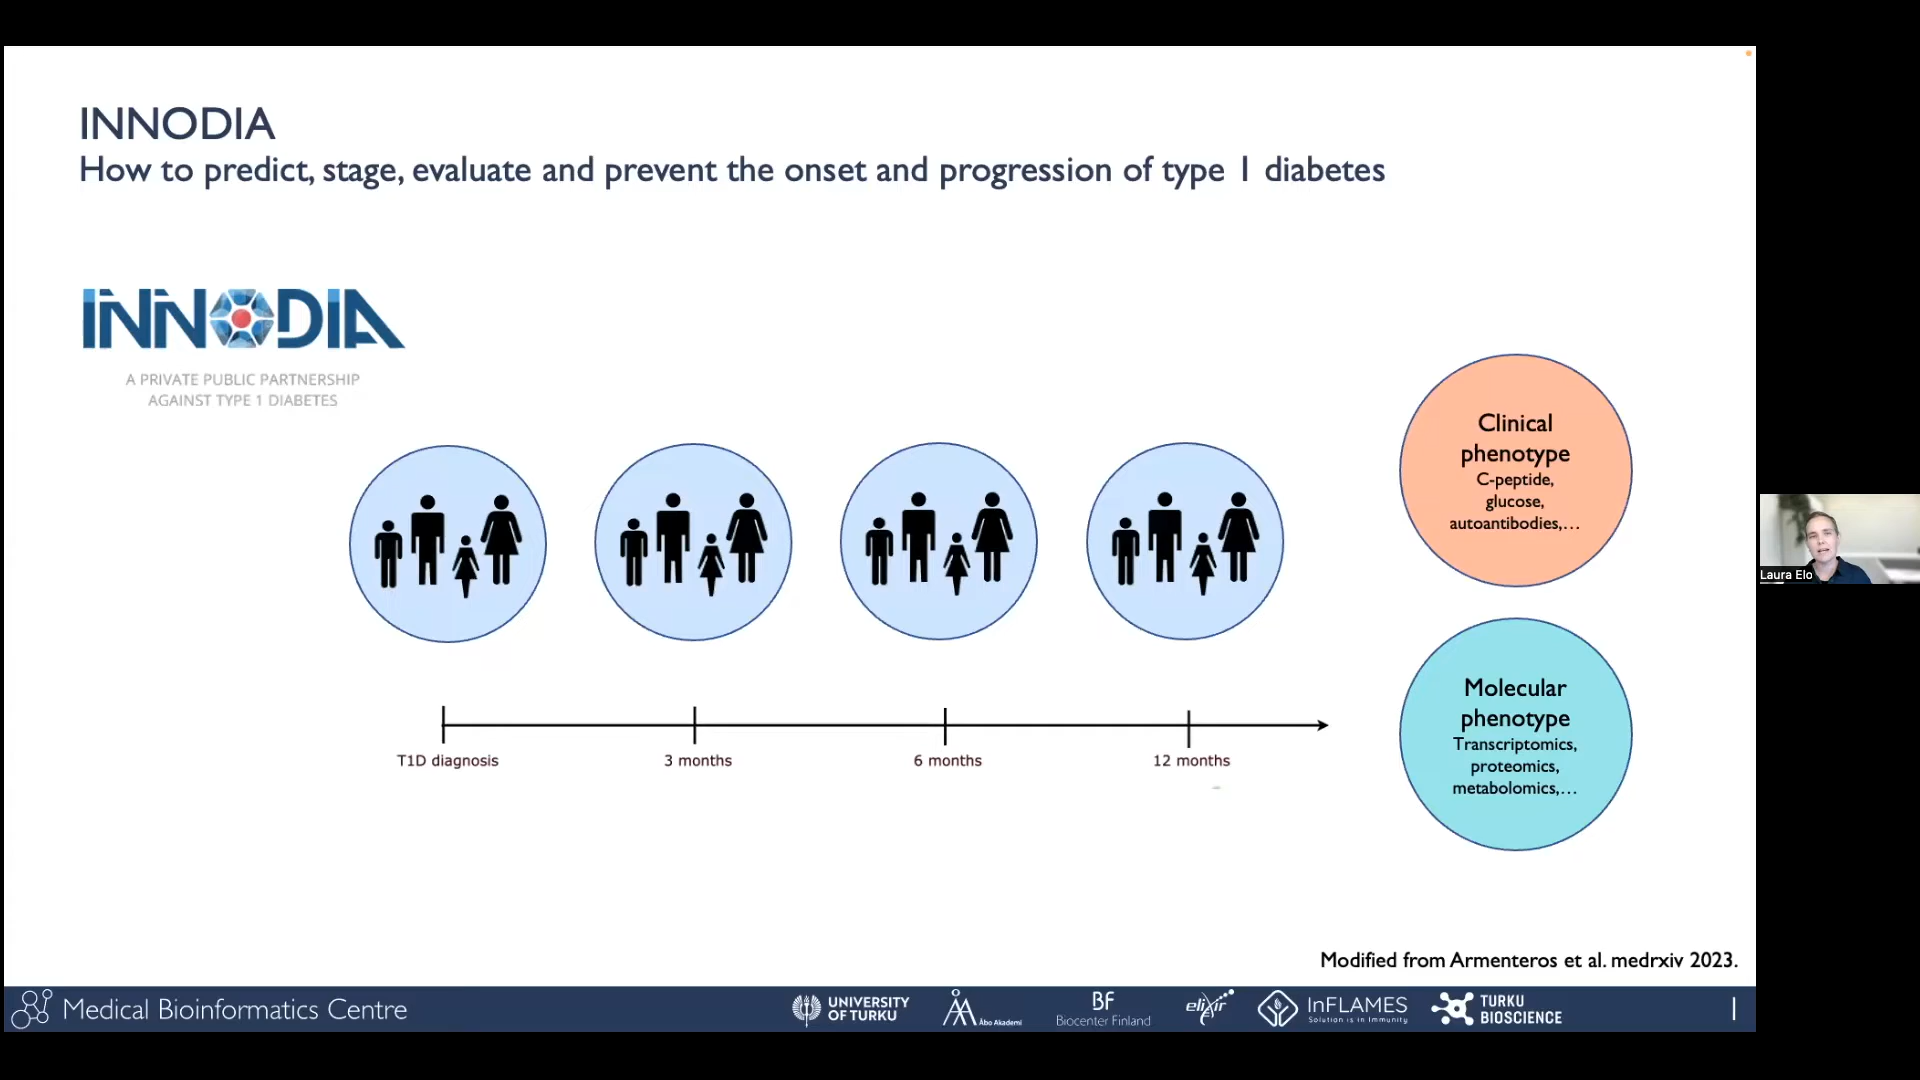 INNODIA
How to predict, stage, evaluate and prevent the onset and progression of type 1 diabetes
INNODIA
A PRIVATE PUBLIC PARTNERSHIP
AGAINST TYPE 1 DIABETES
Clinical
phenotype
C-peptide,
glucose,
autoantibodies,...
Molecular
phenotype
Transcriptomics,
proteomics,
metabolomics,...
T1D diagnosis
3 months
6 months
12 months
Laura Elo
Modified from Armenteros et al. medrxiv 2023.
Medical Bioinformatics Centre
UNIVERSITY
OF TURKU
Åbo Akademi
BF
Biocenter Finland
elixir
InFLAMES
Solution is in Immunity
TURKU
BIOSCIENCE